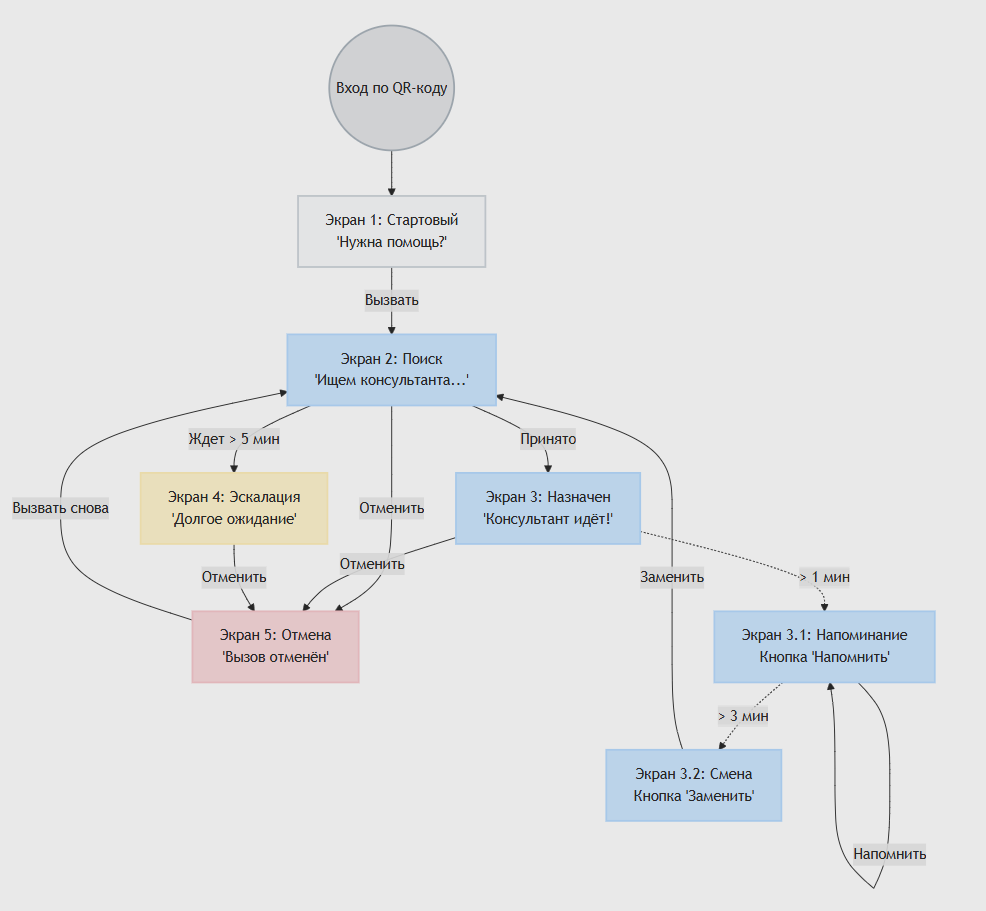 Вход по QR-коду
Экран 1: Стартовый
'Нужна помощь?'
Вызвать
Экран 2: Поиск
'Ищем консультанта...'
Ждет > 5 мин
Принято
Экран 4: Эскалация
'Долгое ожидание'
Экран 3: Назначен
'Консультант идёт!'
Вызвать снова
Отменить
Отменить
Отменить
Заменить
> 1 мин
Экран 5: Отмена
'Вызов отменён'
Экран 3.1: Напоминание
Кнопка 'Напомнить'
> 3 мин
Экран 3.2: Смена
Кнопка 'Заменить'
Напомнить